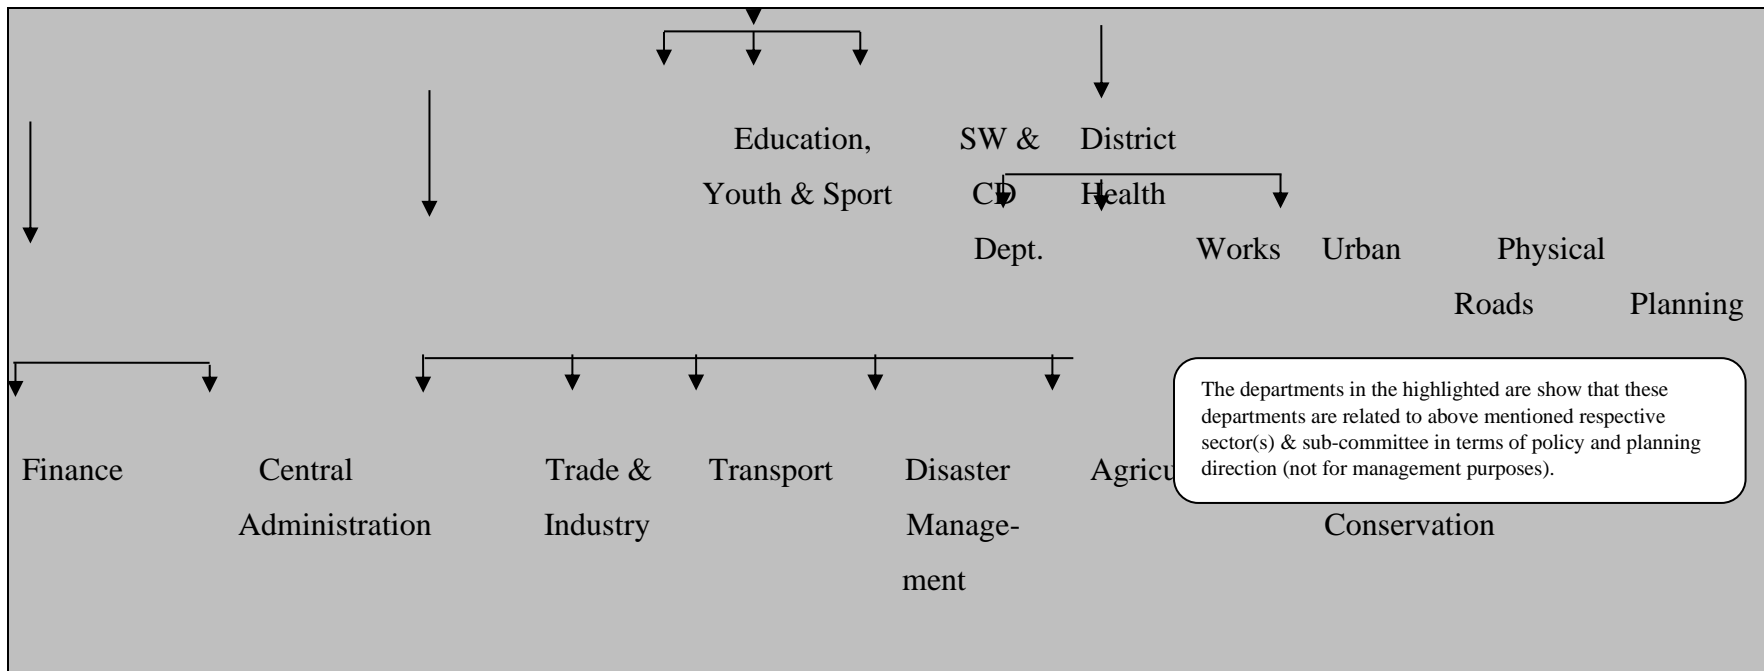 Education, SW & District
Youth & Sport CD Health
Dept. Works Urban Physical
Roads Planning
The departments in the highlighted are show that these
departments are related to above mentioned respective
sector(s) & sub-committee in terms of policy and planning
direction (not for management purposes).
Finance Central Trade & Transport Disaster
Administration Industry Manage- Conservation
ment